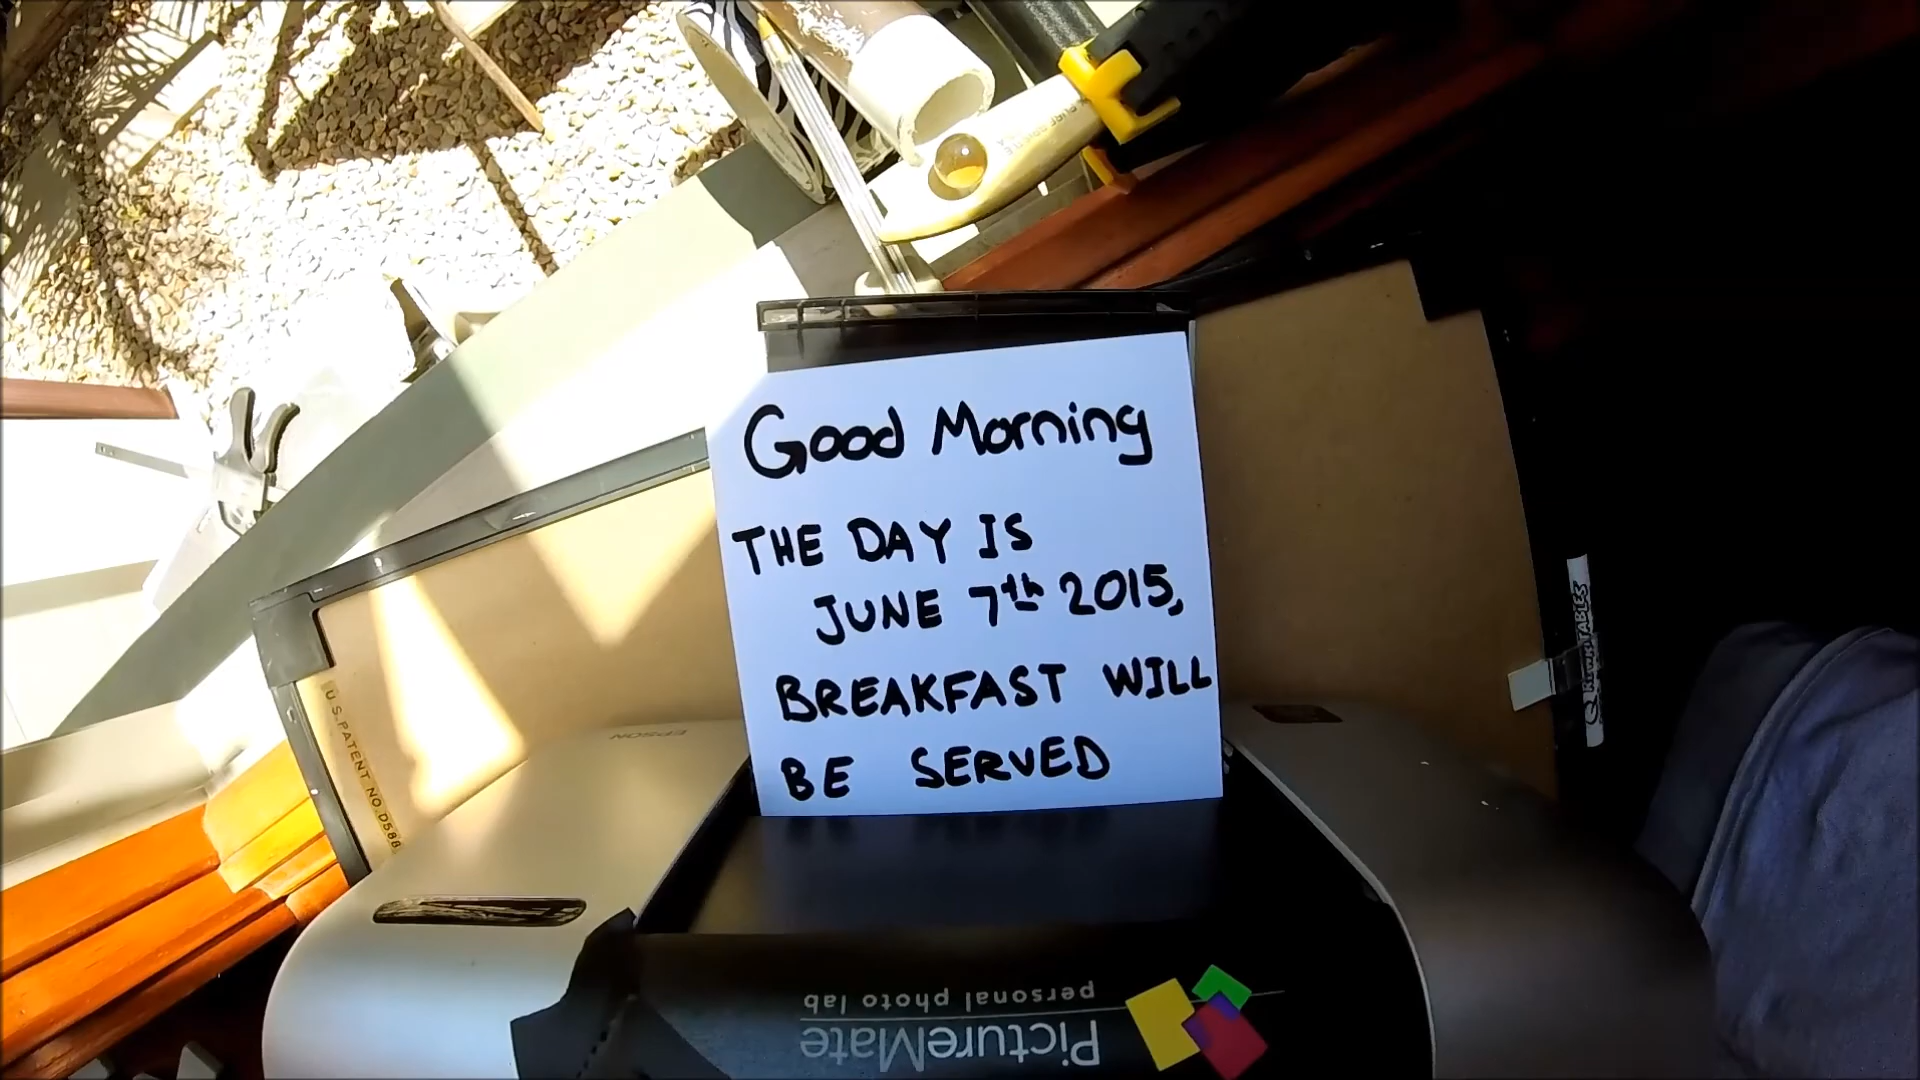 Good Morning
THE DAY IS
JUNE 7th 2015,
BREAKFAST WILL
BE SERVED
U.S. PATENT NO. D588
EPSON
REWRITABLES
personal photo lab
PictureMate